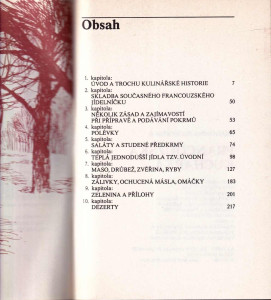 Obsah
1. kapitola:
ÚVOD A TROCHU KULINÁŘSKÉ HISTORIE 7
2. kapitola:
SKLADBA SOUČASNÉHO FRANCOUZSKÉHO
JÍDELNÍČKU 50
3. kapitola:
NĚKOLIK ZÁSAD A ZAJÍMAVOSTÍ
PŘI PŘÍPRAVĚ A PODÁVÁNÍ POKRMŮ 53
4. kapitola:
POLÉVKY 65
5. kapitola:
SALÁTY A STUDENÉ PŘEDKRMY 74
6. kapitola:
TEPLÁ JEDNODUŠŠÍ JÍDLA TZV. ÚVODNÍ 98
7. kapitola:
MASO, DRŮBEŽ, ZVĚŘINA, RYBY 127
8. kapitola:
ZÁLIVKY, OCHUCENÁ MÁSLA, OMÁČKY 183
9. kapitola:
ZELENINA A PŘÍLOHY 201
10. kapitola:
DEZERTY 217